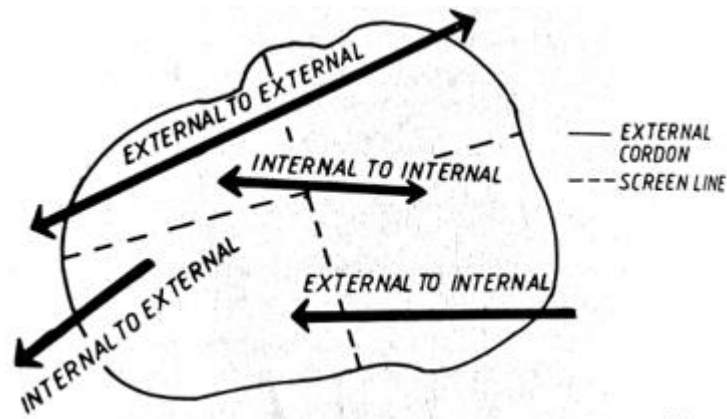 EXTERNAL TO EXTERNAL
INTERNAL TO INTERNAL
EXTERNAL
CORDON
SCREEN LINE
INTERNAL TO EXTERNAL
EXTERNAL TO INTERNAL